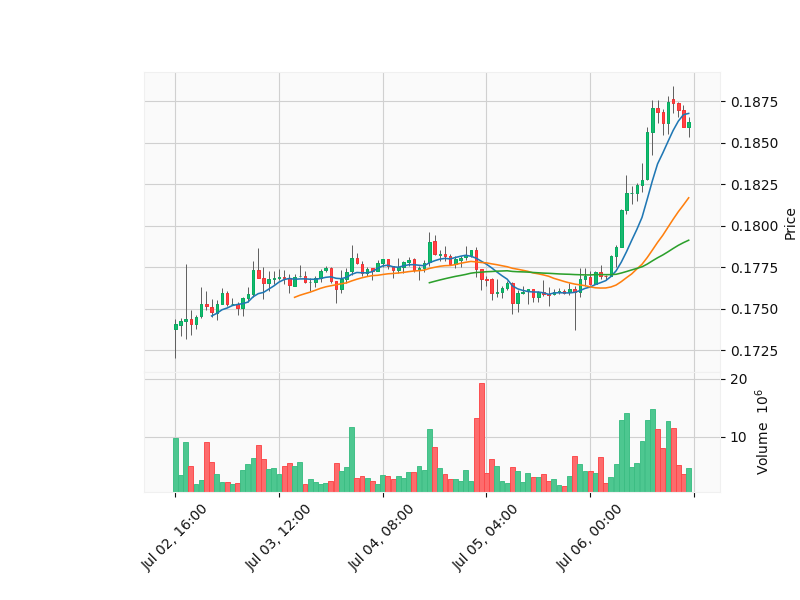 0.1875
0.1850
0.1825
0.1800
0.1775
0.1750
0.1725
Price
20
10
Volume 10⁶
Jul 02, 16:00
Jul 03, 12:00
Jul 04, 08:00
Jul 05, 04:00
Jul 06, 00:00